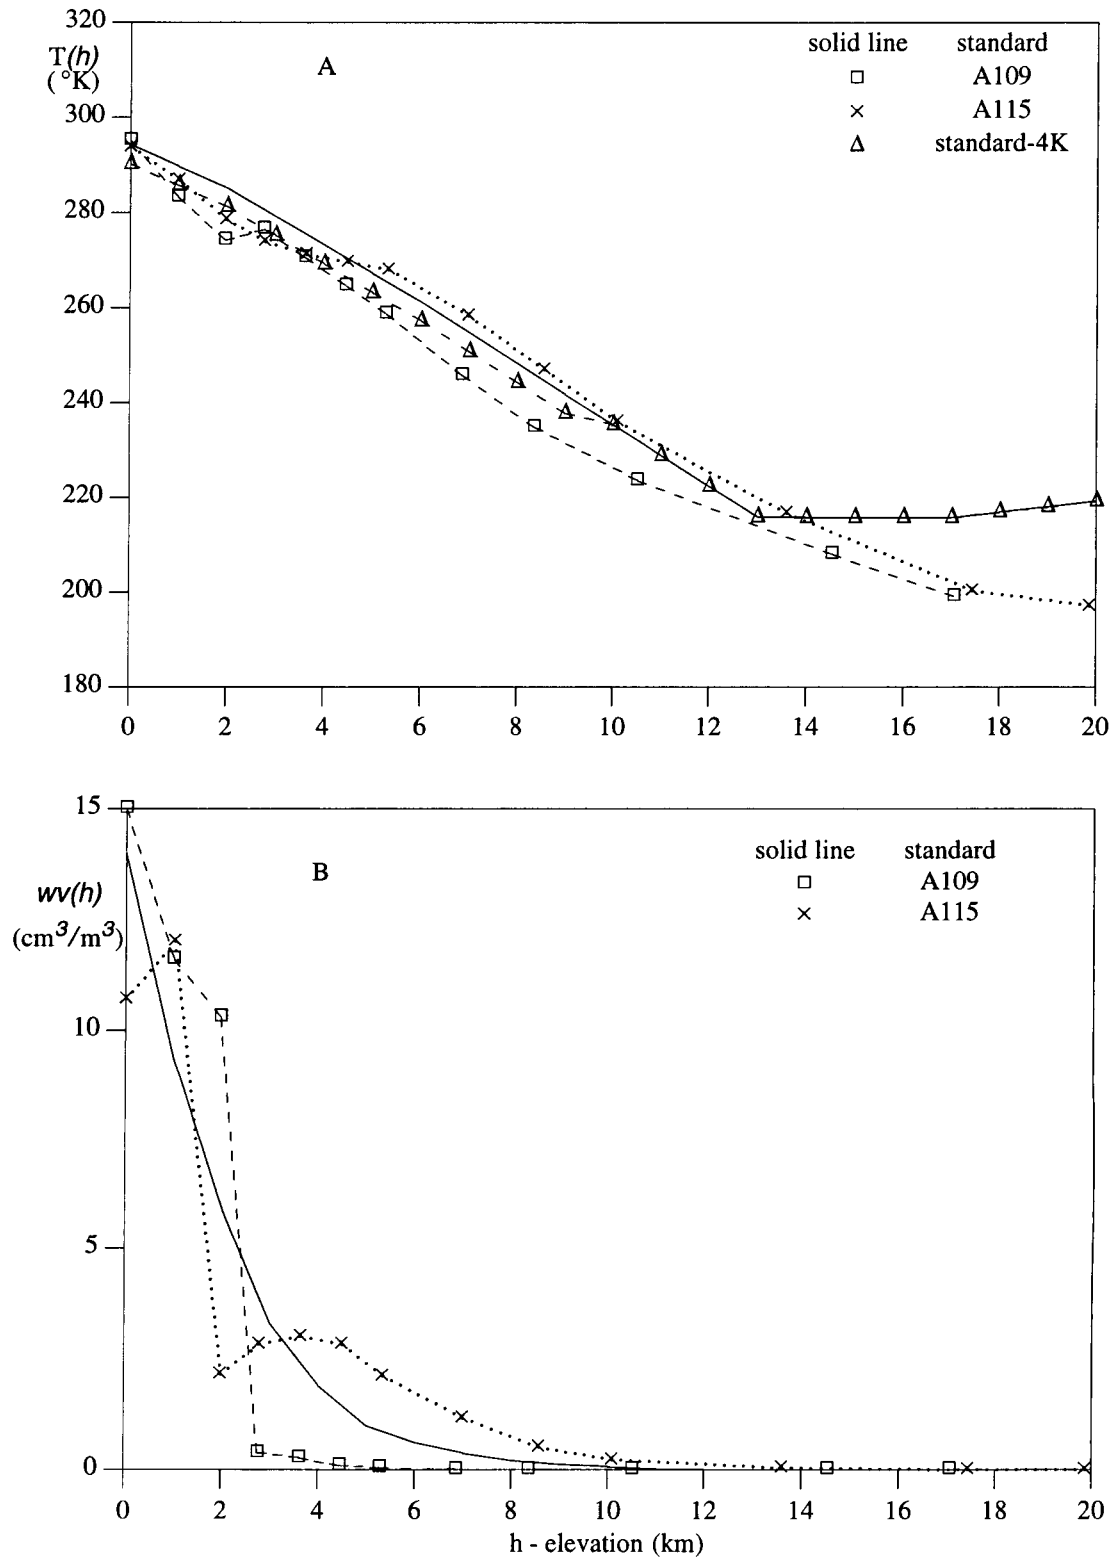 320
T(h)
(°K)
A
solid line standard
A109
A115
standard-4K
300
280
260
240
220
200
180
0 2 4 6 8 10 12 14 16 18 20
15
wv(h)
(cm³/m³)
B
solid line standard
A109
A115
10
5
0
0 2 4 6 8 10 12 14 16 18 20
h - elevation (km)